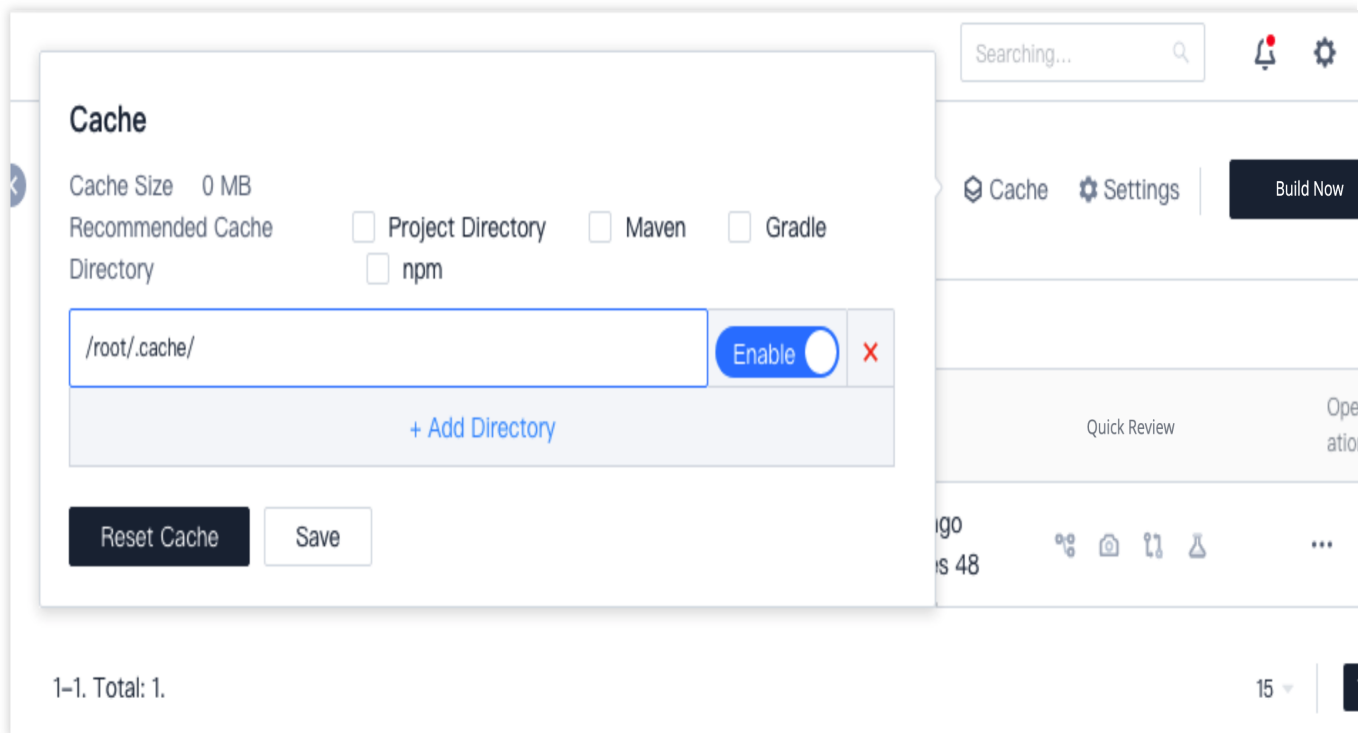 Searching...
Cache
Cache Size 0 MB
Recommended Cache Directory
Project Directory
Maven
Gradle
npm
/root/.cache/
Enable
+ Add Directory
Reset Cache
Save
Cache
Settings
Build Now
Quick Review
48
1–1. Total: 1.
15